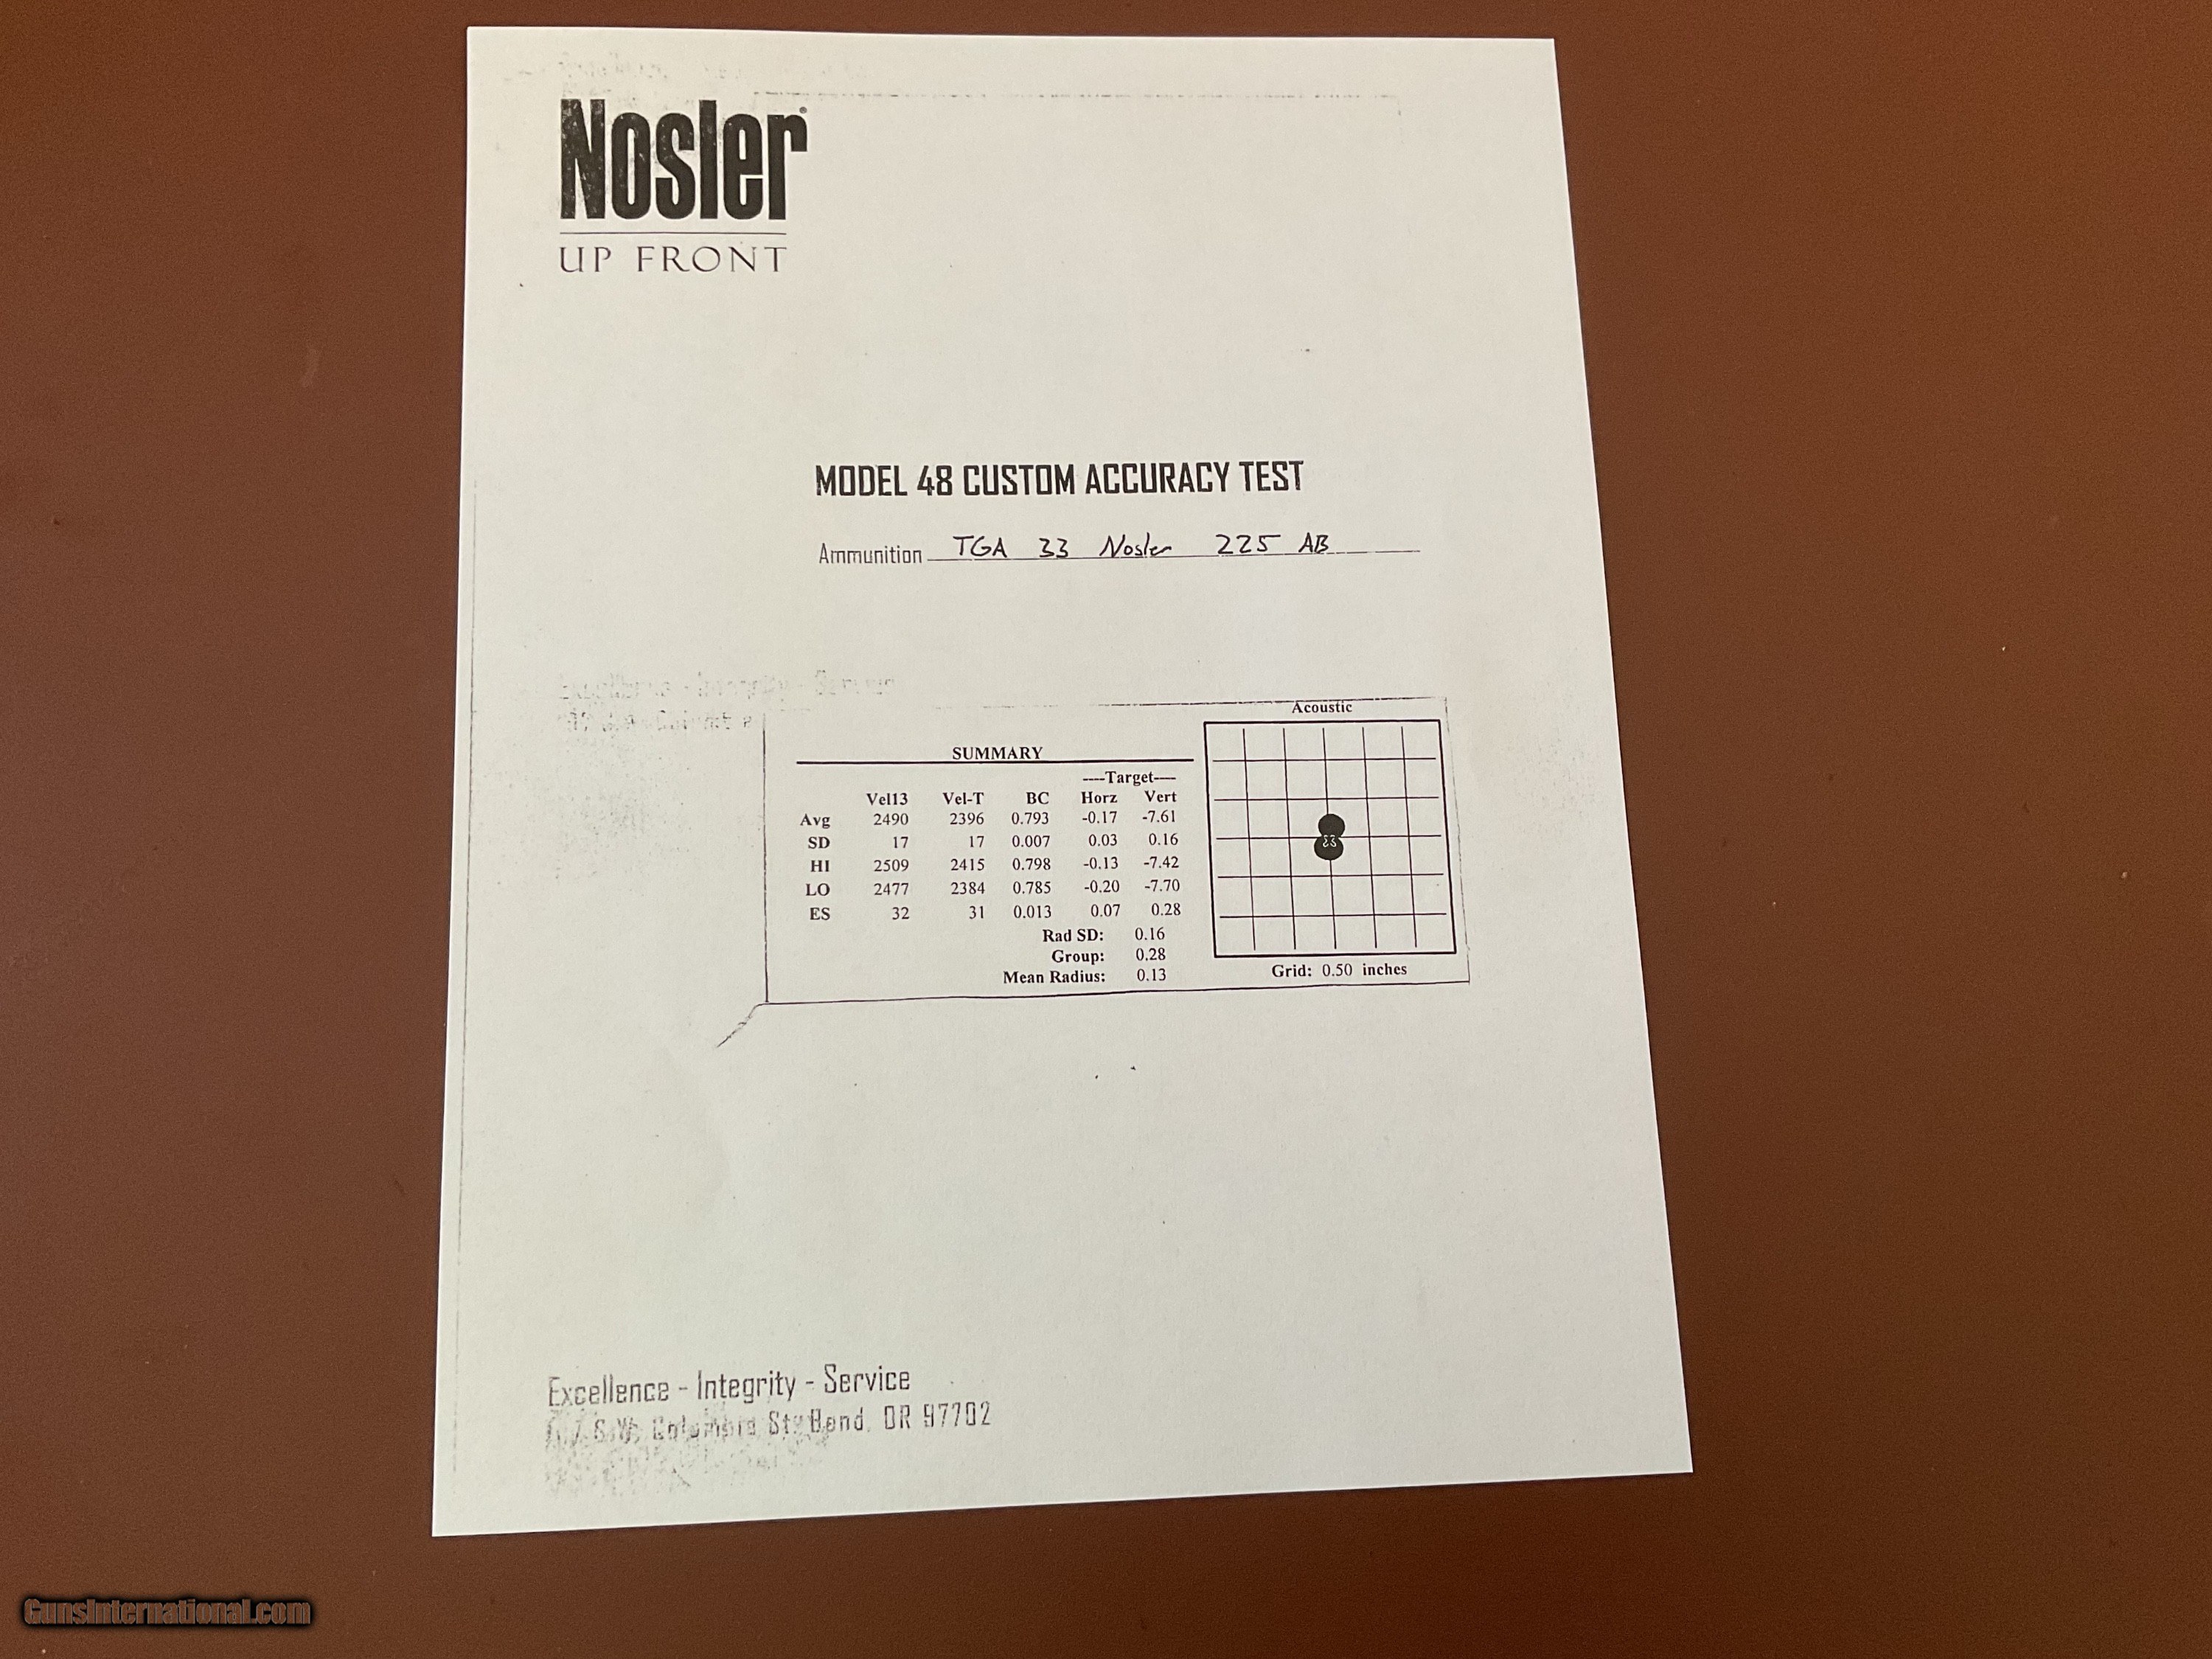 Nosler®
UP FRONT
MODEL 48 CUSTOM ACCURACY TEST
Ammunition TGA 33 Nosler 225 AB
Acoustic
SUMMARY
----Target----
Vel13 Vel-T BC Horz Vert
Avg 2490 2396 0.793 -0.17 -7.61
SD 17 17 0.007 0.03 0.16
HI 2509 2415 0.798 -0.13 -7.42
LO 2477 2384 0.785 -0.20 -7.70
ES 32 31 0.013 0.07 0.28
Rad SD: 0.16
Group: 0.28
Mean Radius: 0.13
Grid: 0.50 inches
Excellence - Integrity - Service
S.W. Columbia St. Bend, OR 97702
GunsInternational.com